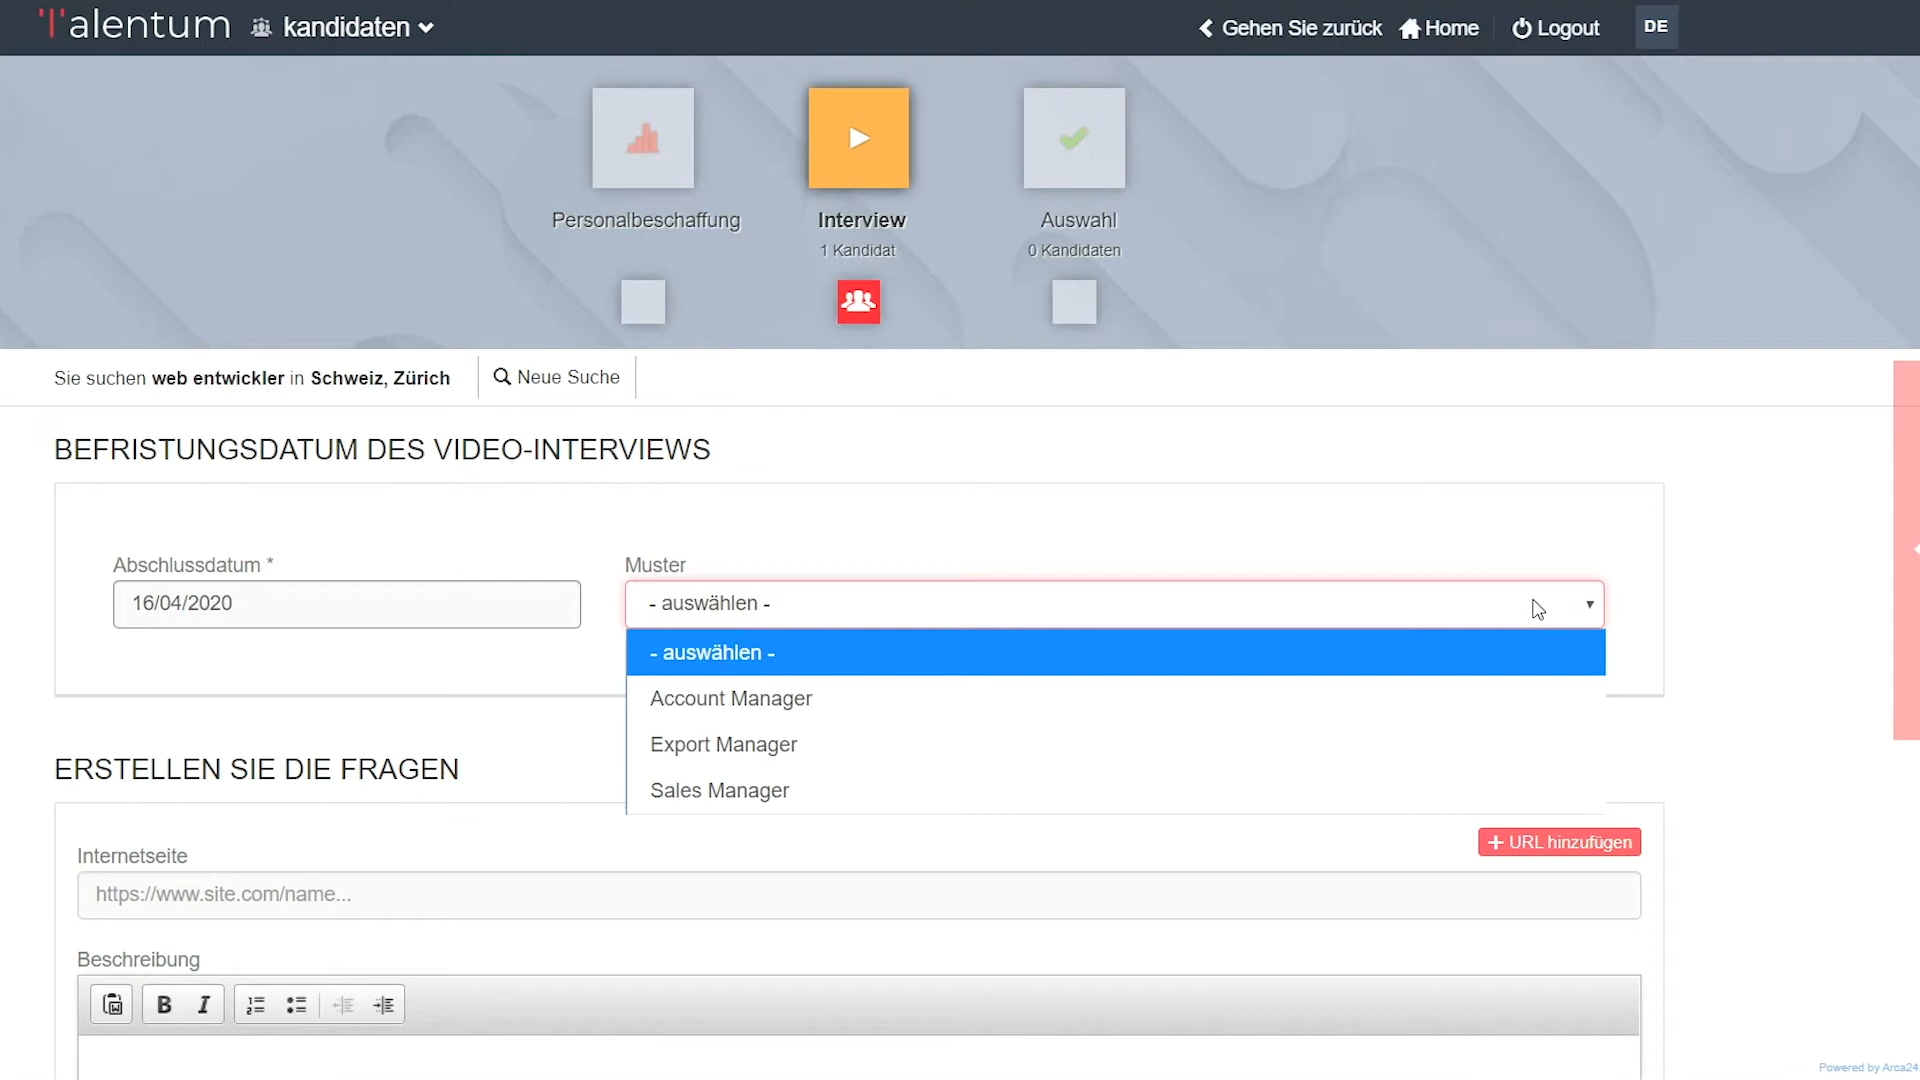 Talentum kandidaten Gehen Sie zurück Home Logout DE
Personalbeschaffung Interview Auswahl
1 Kandidat 0 Kandidaten
Sie suchen web entwickler in Schweiz, Zürich Neue Suche
BEFRISTUNGSDATUM DES VIDEO-INTERVIEWS
Abschlussdatum * Muster
16/04/2020 - auswählen -
- auswählen -
Account Manager
Export Manager
Sales Manager
ERSTELLEN SIE DIE FRAGEN
+ URL hinzufügen
Internetseite
https://www.site.com/name...
Beschreibung
B I
Powered by Arca24